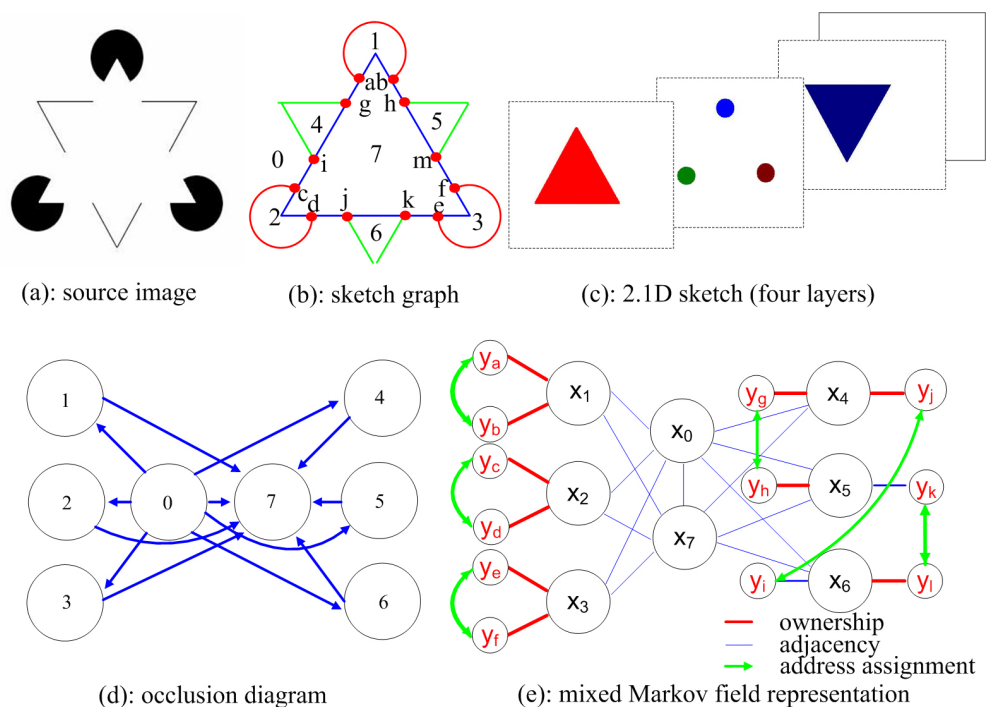 1
ab
g
h
4
5
0
7
i
m
c
f
d
j
k
e
2
6
3
(a): source image
(b): sketch graph
(c): 2.1D sketch (four layers)
1
4
2
0
7
5
3
6
(d): occlusion diagram
ya
yb
yc
yd
ye
yf
x1
x2
x3
x0
x7
yg
x4
yj
yh
x5
yk
yi
x6
yl
ownership
adjacency
address assignment
(e): mixed Markov field representation